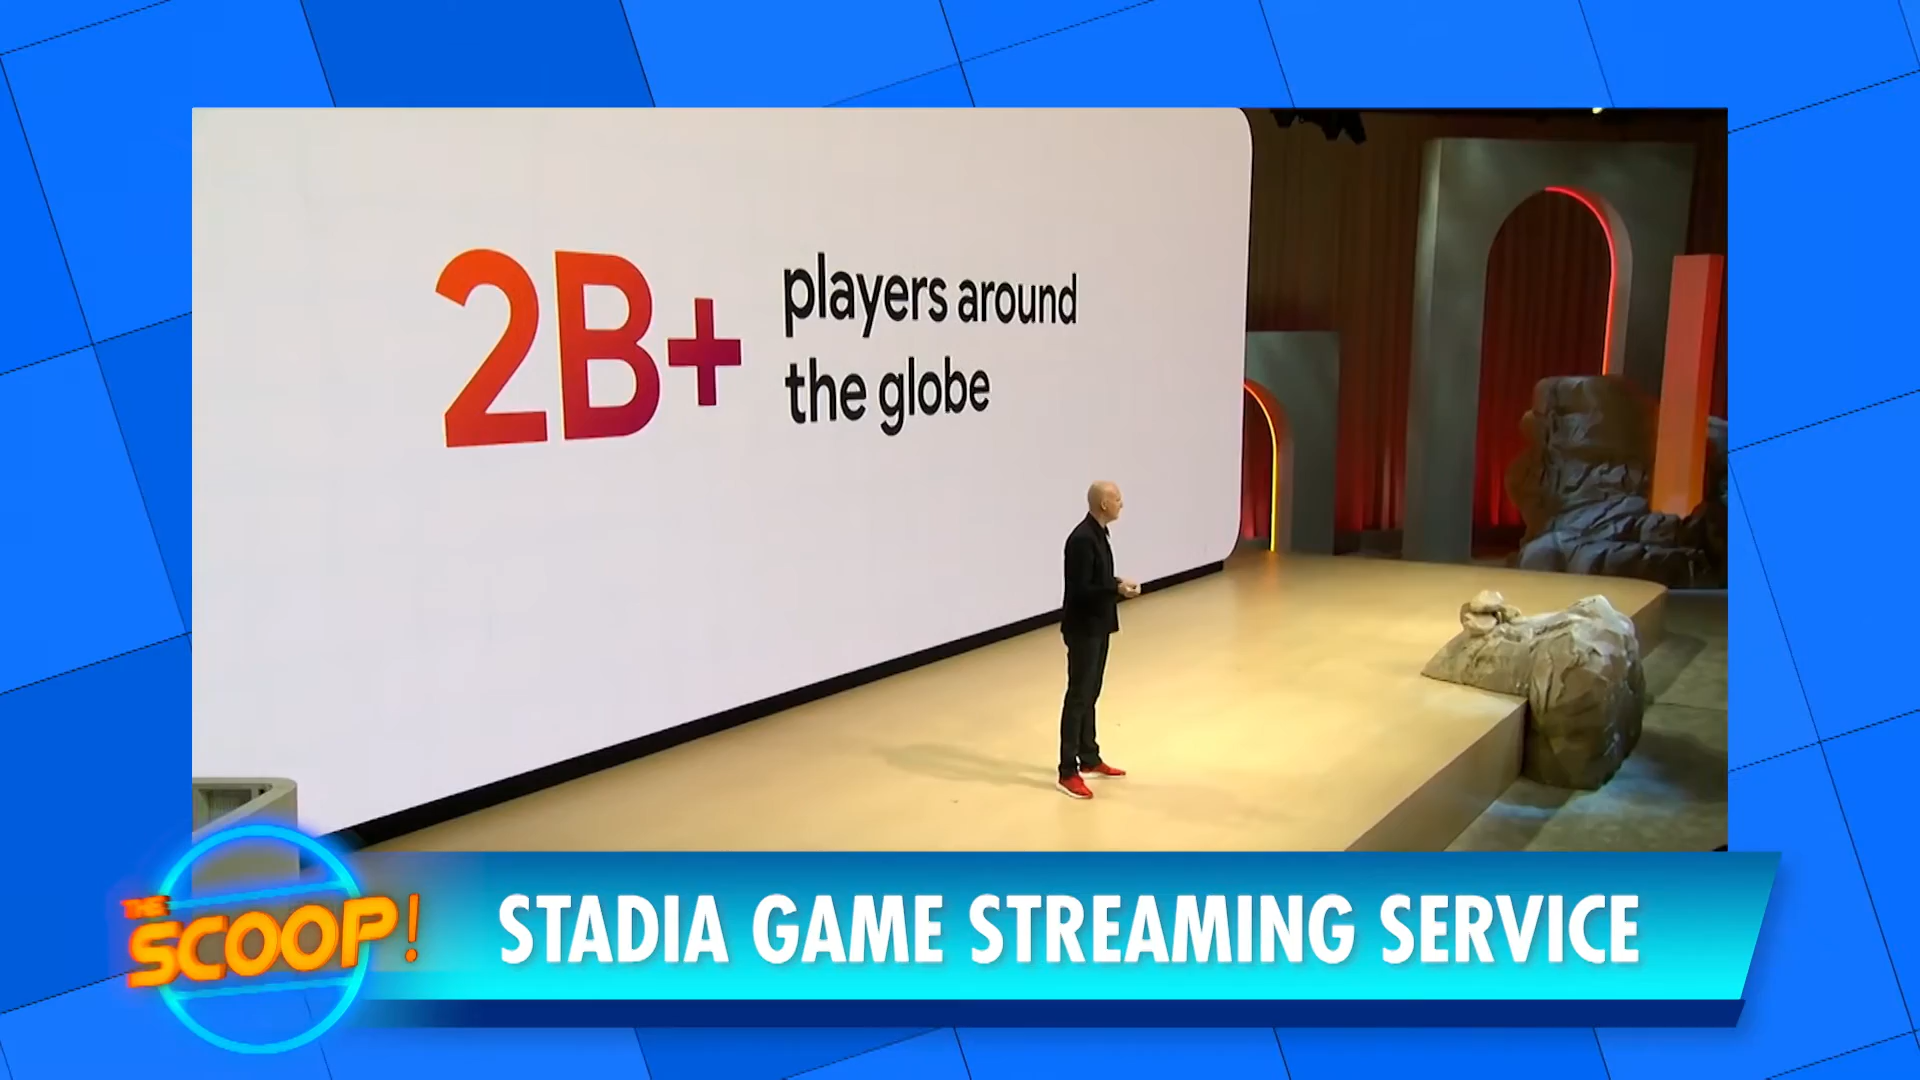 2B+
players around
the globe
THE
SCOOP!
STADIA GAME STREAMING SERVICE